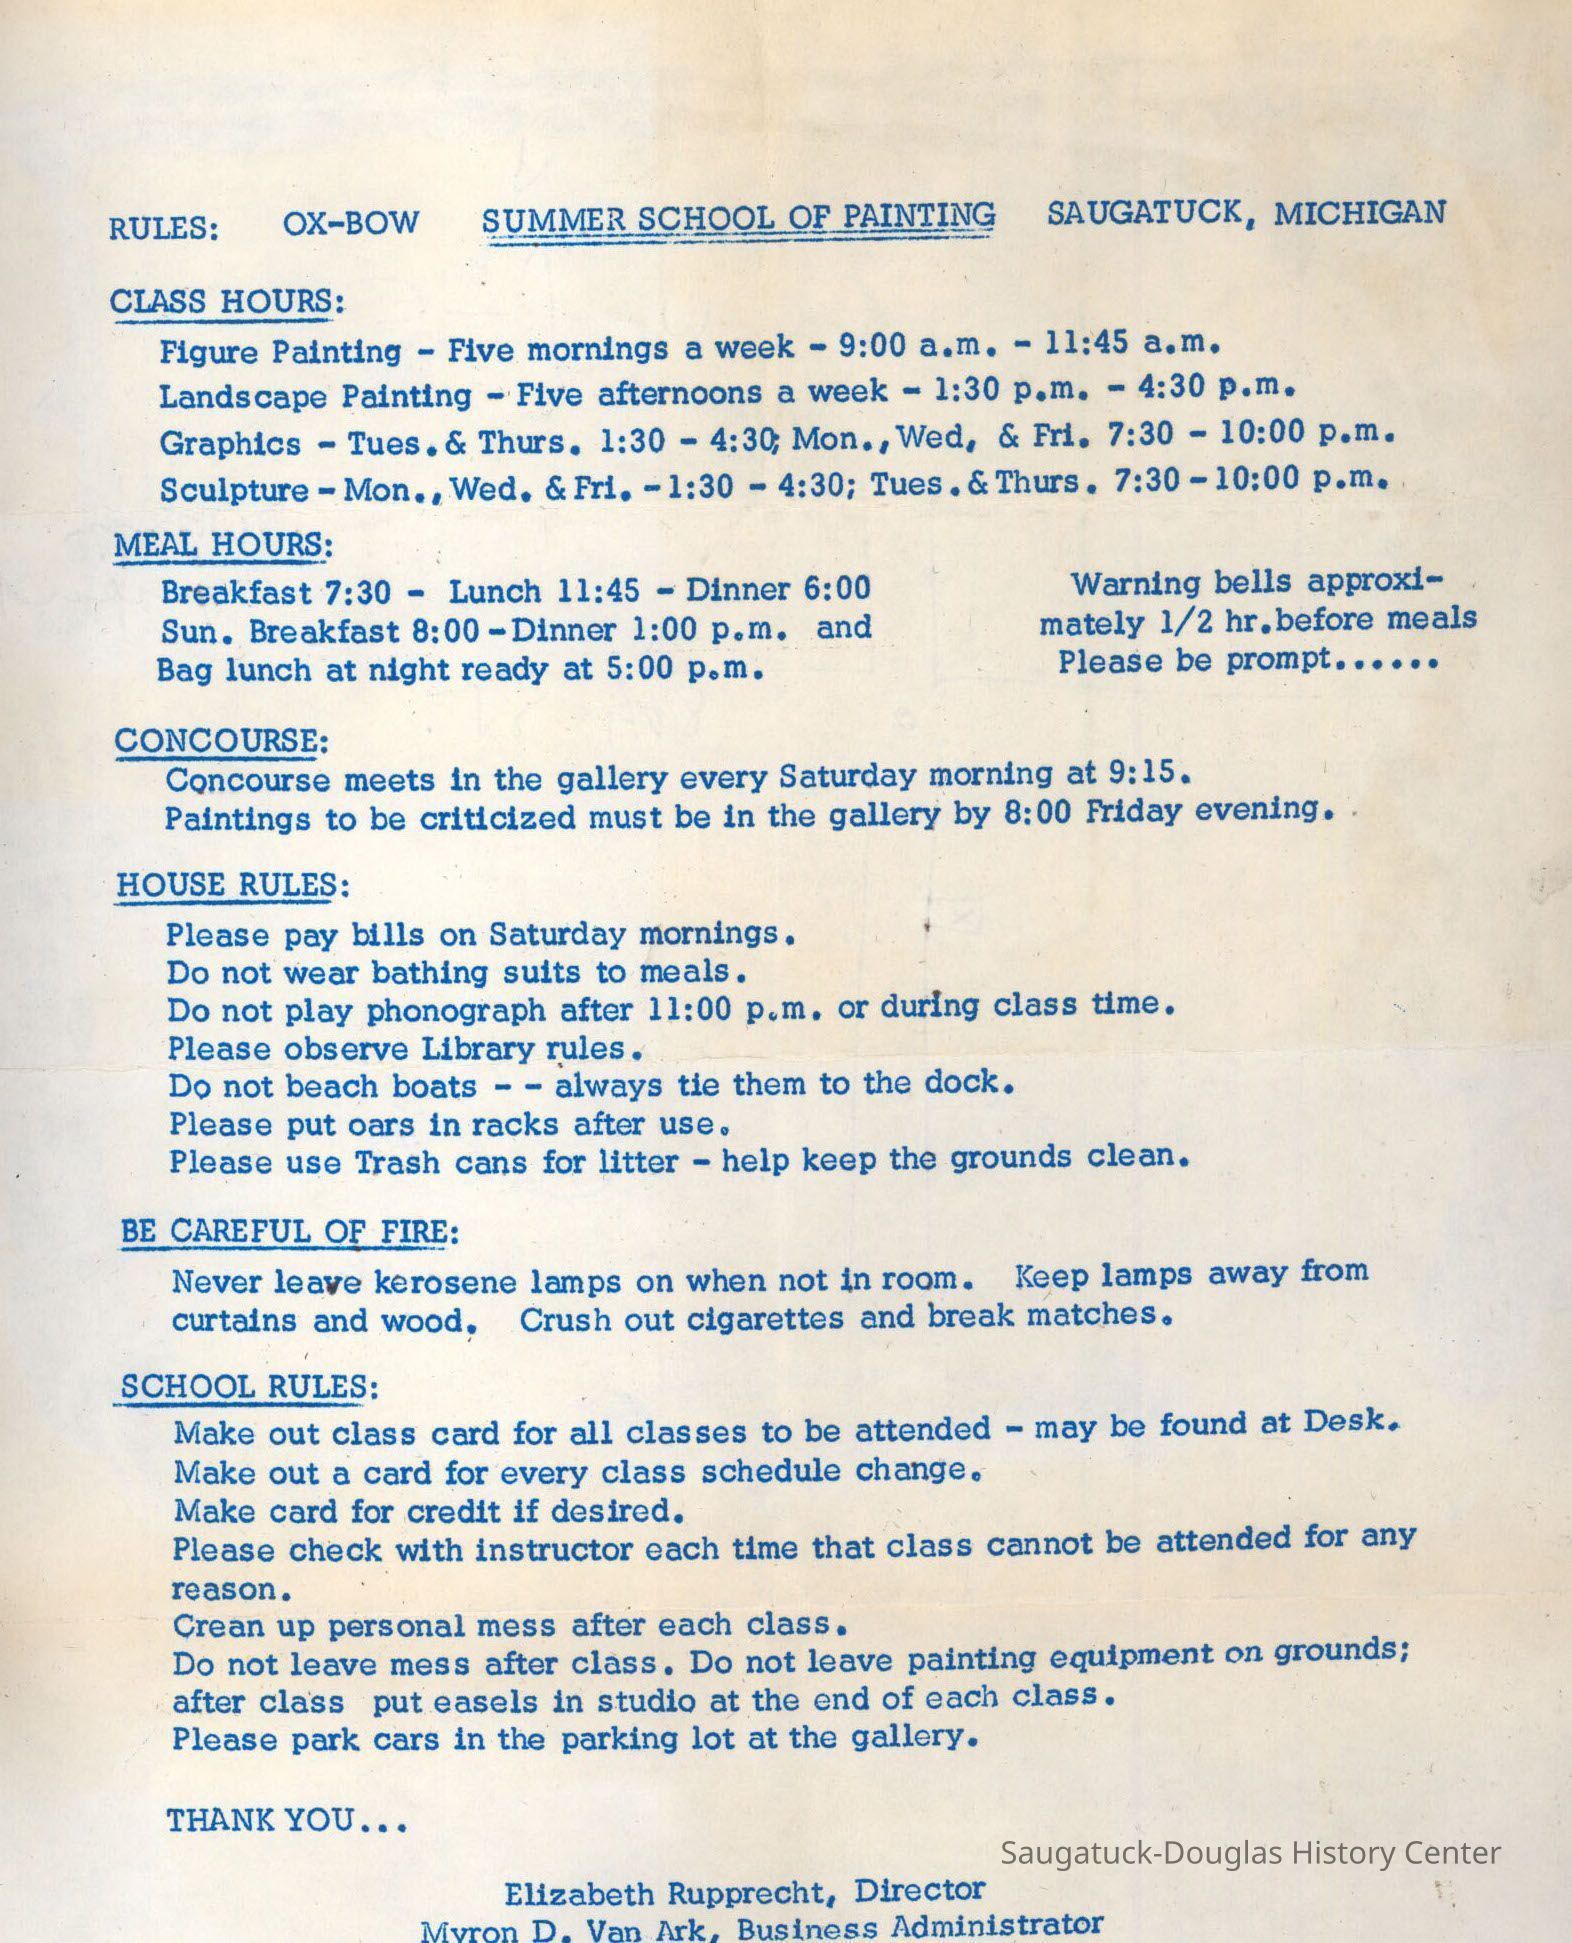 RULES: OX-BOW SUMMER SCHOOL OF PAINTING SAUGATUCK, MICHIGAN
CLASS HOURS:
Figure Painting - Five mornings a week - 9:00 a.m. - 11:45 a.m.
Landscape Painting - Five afternoons a week - 1:30 p.m. - 4:30 p.m.
Graphics - Tues. & Thurs. 1:30 - 4:30; Mon., Wed, & Fri. 7:30 - 10:00 p.m.
Sculpture - Mon., Wed. & Fri. - 1:30 - 4:30; Tues. & Thurs. 7:30 - 10:00 p.m.
MEAL HOURS:
Breakfast 7:30 - Lunch 11:45 - Dinner 6:00
Sun. Breakfast 8:00 - Dinner 1:00 p.m. and
Bag lunch at night ready at 5:00 p.m.
Warning bells approxi-
mately 1/2 hr. before meals
Please be prompt......
CONCOURSE:
Concourse meets in the gallery every Saturday morning at 9:15.
Paintings to be criticized must be in the gallery by 8:00 Friday evening.
HOUSE RULES:
Please pay bills on Saturday mornings.
Do not wear bathing suits to meals.
Do not play phonograph after 11:00 p.m. or during class time.
Please observe Library rules.
Do not beach boats - - always tie them to the dock.
Please put oars in racks after use.
Please use Trash cans for litter - help keep the grounds clean.
BE CAREFUL OF FIRE:
Never leave kerosene lamps on when not in room. Keep lamps away from
curtains and wood. Crush out cigarettes and break matches.
SCHOOL RULES:
Make out class card for all classes to be attended - may be found at Desk.
Make out a card for every class schedule change.
Make card for credit if desired.
Please check with instructor each time that class cannot be attended for any
reason.
Crean up personal mess after each class.
Do not leave mess after class. Do not leave painting equipment on grounds;
after class put easels in studio at the end of each class.
Please park cars in the parking lot at the gallery.
THANK YOU...
Saugatuck-Douglas History Center
Elizabeth Rupprecht, Director
Myron D. Van Ark, Business Administrator